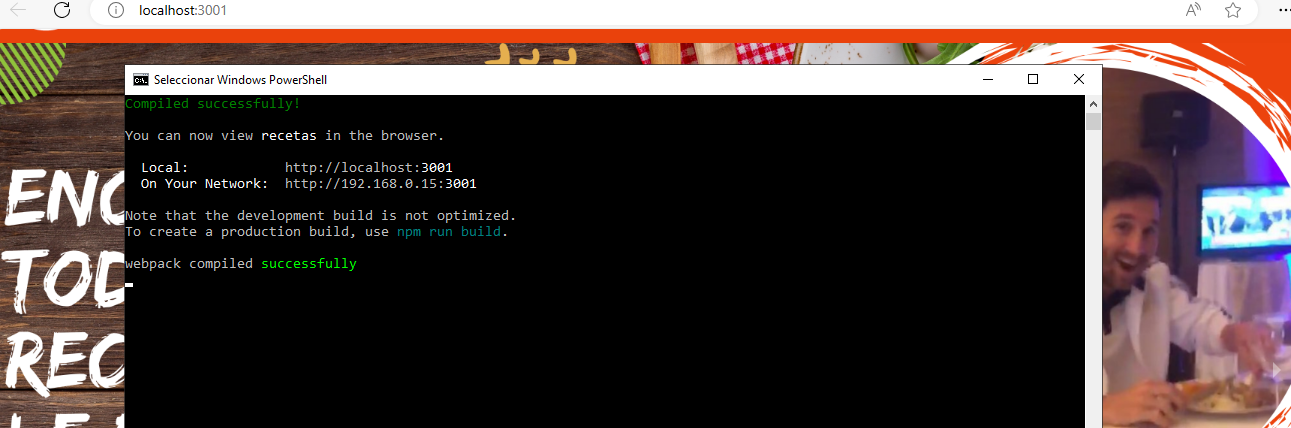 localhost:3001
Seleccionar Windows PowerShell
Compiled successfully!
You can now view recetas in the browser.
Local: http://localhost:3001
On Your Network: http://192.168.0.15:3001
Note that the development build is not optimized.
To create a production build, use npm run build.
webpack compiled successfully
ENC
TOD
REC